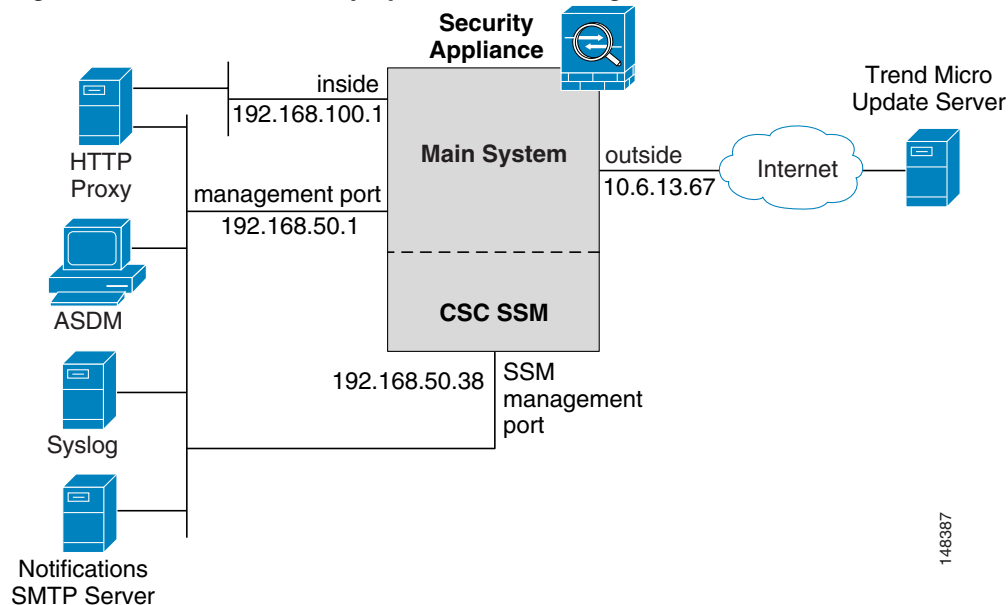 Security
Appliance
Trend Micro
Update Server
inside
192.168.100.1
HTTP
Proxy
Main System
outside
10.6.13.67
Internet
management port
192.168.50.1
ASDM
CSC SSM
192.168.50.38
SSM
management
port
Syslog
Notifications
SMTP Server
148387